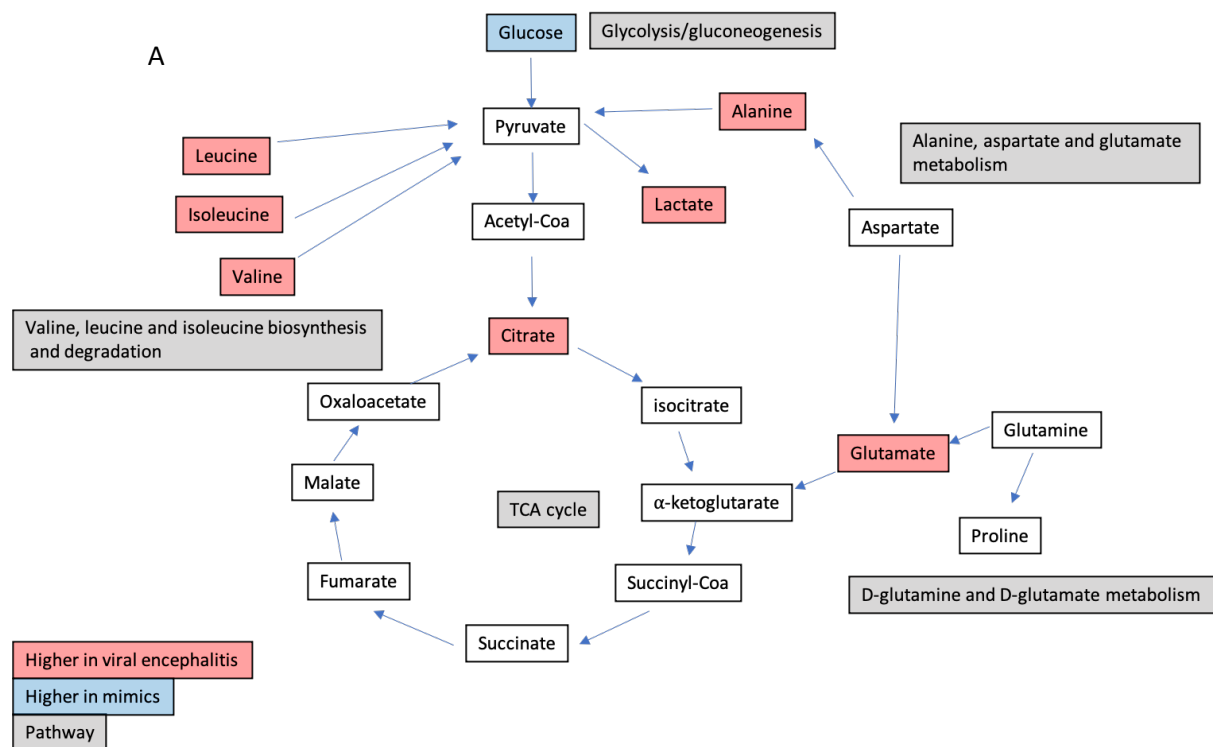 A
Glucose
Glycolysis/gluconeogenesis
Pyruvate
Alanine
Leucine
Alanine, aspartate and glutamate
metabolism
Isoleucine
Lactate
Acetyl-Coa
Aspartate
Valine
Valine, leucine and isoleucine biosynthesis
and degradation
Citrate
Oxaloacetate
isocitrate
Glutamine
Glutamate
Malate
TCA cycle
α-ketoglutarate
Proline
Fumarate
Succinyl-Coa
D-glutamine and D-glutamate metabolism
Succinate
Higher in viral encephalitis
Higher in mimics
Pathway